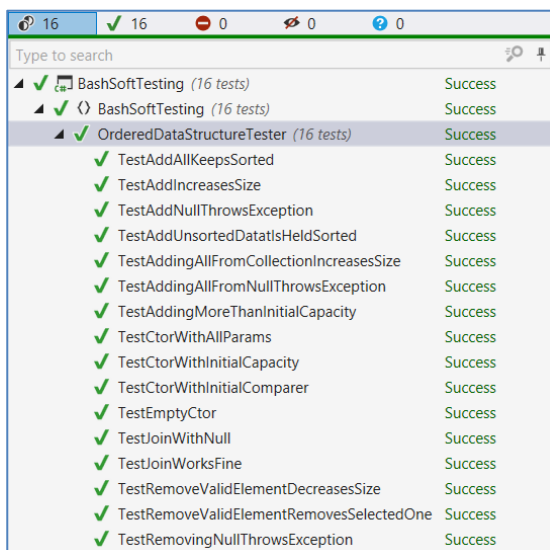 16 16 0 0 0
Type to search
C# BashSoftTesting (16 tests) Success
BashSoftTesting (16 tests) Success
OrderedDataStructureTester (16 tests) Success
TestAddAllKeepsSorted Success
TestAddIncreasesSize Success
TestAddNullThrowsException Success
TestAddUnsortedDatatIsHeldSorted Success
TestAddingAllFromCollectionIncreasesSize Success
TestAddingAllFromNullThrowsException Success
TestAddingMoreThanInitialCapacity Success
TestCtorWithAllParams Success
TestCtorWithInitialCapacity Success
TestCtorWithInitialComparer Success
TestEmptyCtor Success
TestJoinWithNull Success
TestJoinWorksFine Success
TestRemoveValidElementDecreasesSize Success
TestRemoveValidElementRemovesSelectedOne Success
TestRemovingNullThrowsException Success